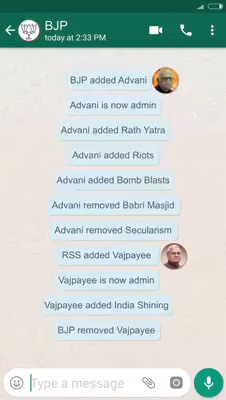 BJP
today at 2:33 PM
BJP added Advani
Advani is now admin
Advani added Rath Yatra
Advani added Riots
Advani added Bomb Blasts
Advani removed Babri Masjid
Advani removed Secularism
RSS added Vajpayee
Vajpayee is now admin
Vajpayee added India Shining
BJP removed Vajpayee
Type a message